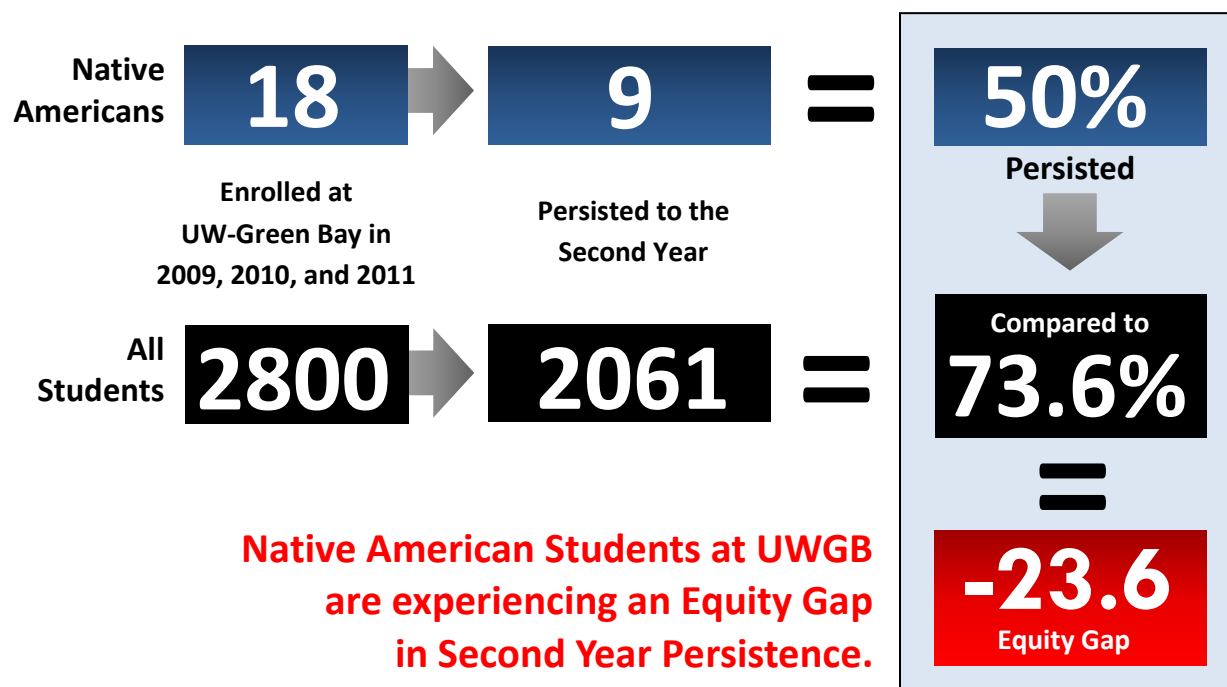 Native
Americans
18
9
=
50%
Persisted
Enrolled at
UW-Green Bay in
2009, 2010, and 2011
Persisted to the
Second Year
All
Students
2800
2061
=
Compared to
73.6%
=
-23.6
Equity Gap
Native American Students at UWGB
are experiencing an Equity Gap
in Second Year Persistence.